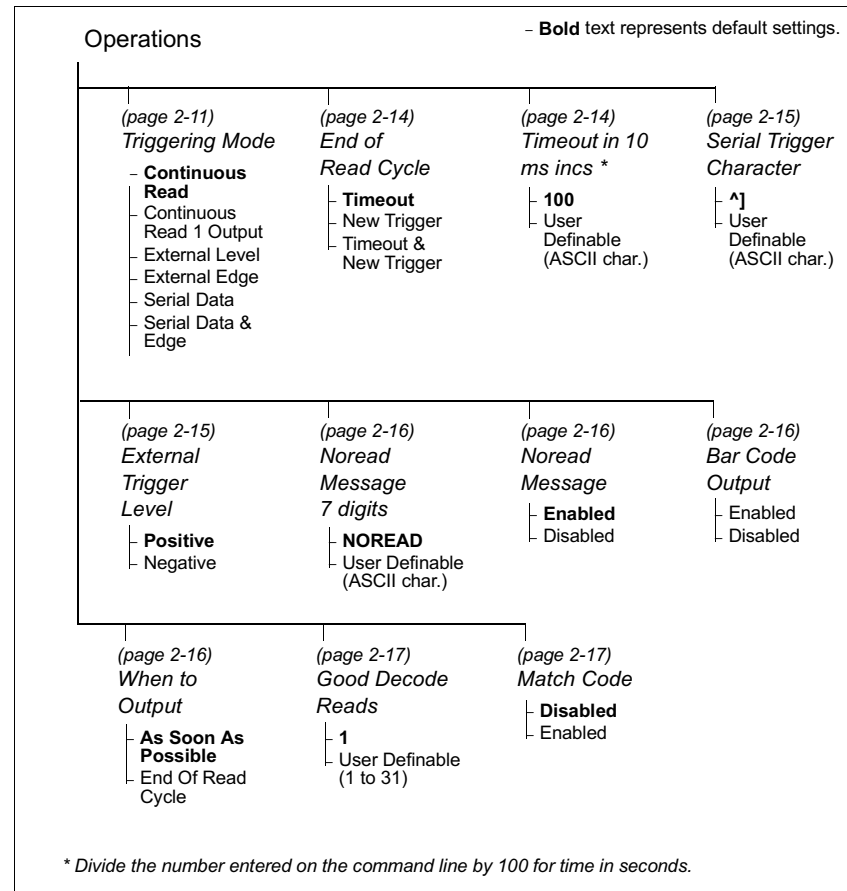 Operations
– Bold text represents default settings.
(page 2-11)
Triggering Mode
Continuous
Read
Continuous
Read 1 Output
External Level
External Edge
Serial Data
Serial Data &
Edge
(page 2-14)
End of
Read Cycle
Timeout
New Trigger
Timeout &
New Trigger
(page 2-14)
Timeout in 10
ms incs *
100
User
Definable
(ASCII char.)
(page 2-15)
Serial Trigger
Character
^]
User
Definable
(ASCII char.)
(page 2-15)
External
Trigger
Level
Positive
Negative
(page 2-16)
Noread
Message
7 digits
NOREAD
User Definable
(ASCII char.)
(page 2-16)
Noread
Message
Enabled
Disabled
(page 2-16)
Bar Code
Output
Enabled
Disabled
(page 2-16)
When to
Output
As Soon As
Possible
End Of Read
Cycle
(page 2-17)
Good Decode
Reads
1
User Definable
(1 to 31)
(page 2-17)
Match Code
Disabled
Enabled
* Divide the number entered on the command line by 100 for time in seconds.